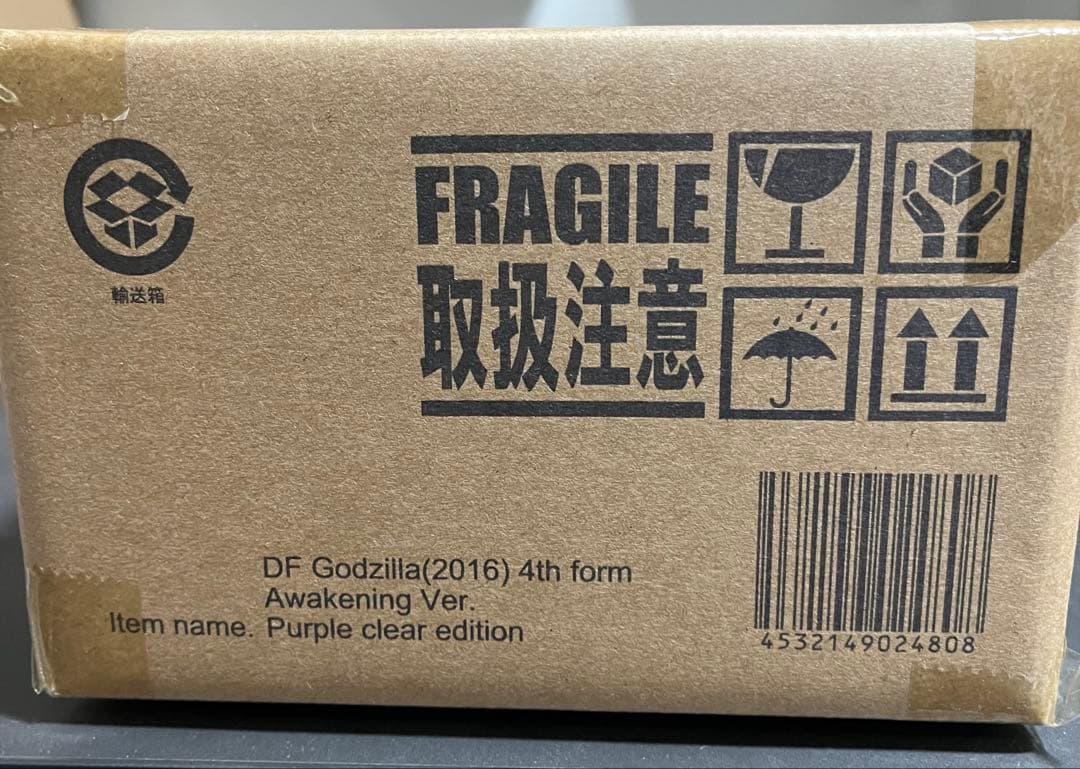 輸送箱
FRAGILE
取扱注意
DF Godzilla(2016) 4th form
Awakening Ver.
Item name. Purple clear edition
4532149024808